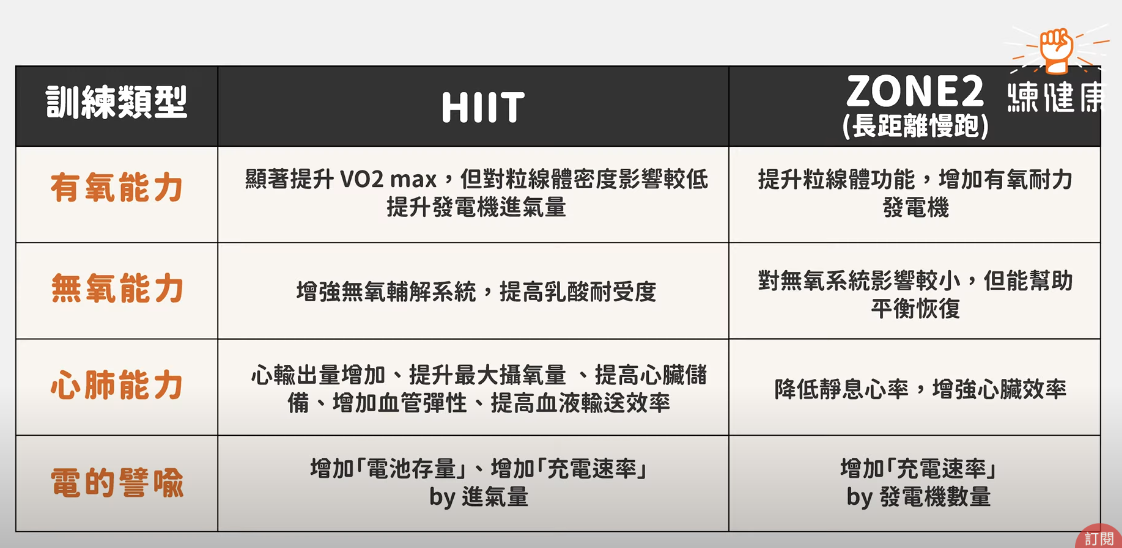 訓練類型
HIIT
ZONE2
(長距離慢跑)
練健康
有氧能力
顯著提升 VO2 max,但對粒線體密度影響較低
提升發電機進氣量
提升粒線體功能,增加有氧耐力
發電機
無氧能力
增強無氧輔解系統,提高乳酸耐受度
對無氧系統影響較小,但能幫助
平衡恢復
心肺能力
心輸出量增加、提升最大攝氧量 、提高心臟儲
備、增加血管彈性、提高血液輸送效率
降低靜息心率,增強心臟效率
電的譬喻
增加「電池存量」、增加「充電速率」
by 進氣量
增加「充電速率」
by 發電機數量
訂閱